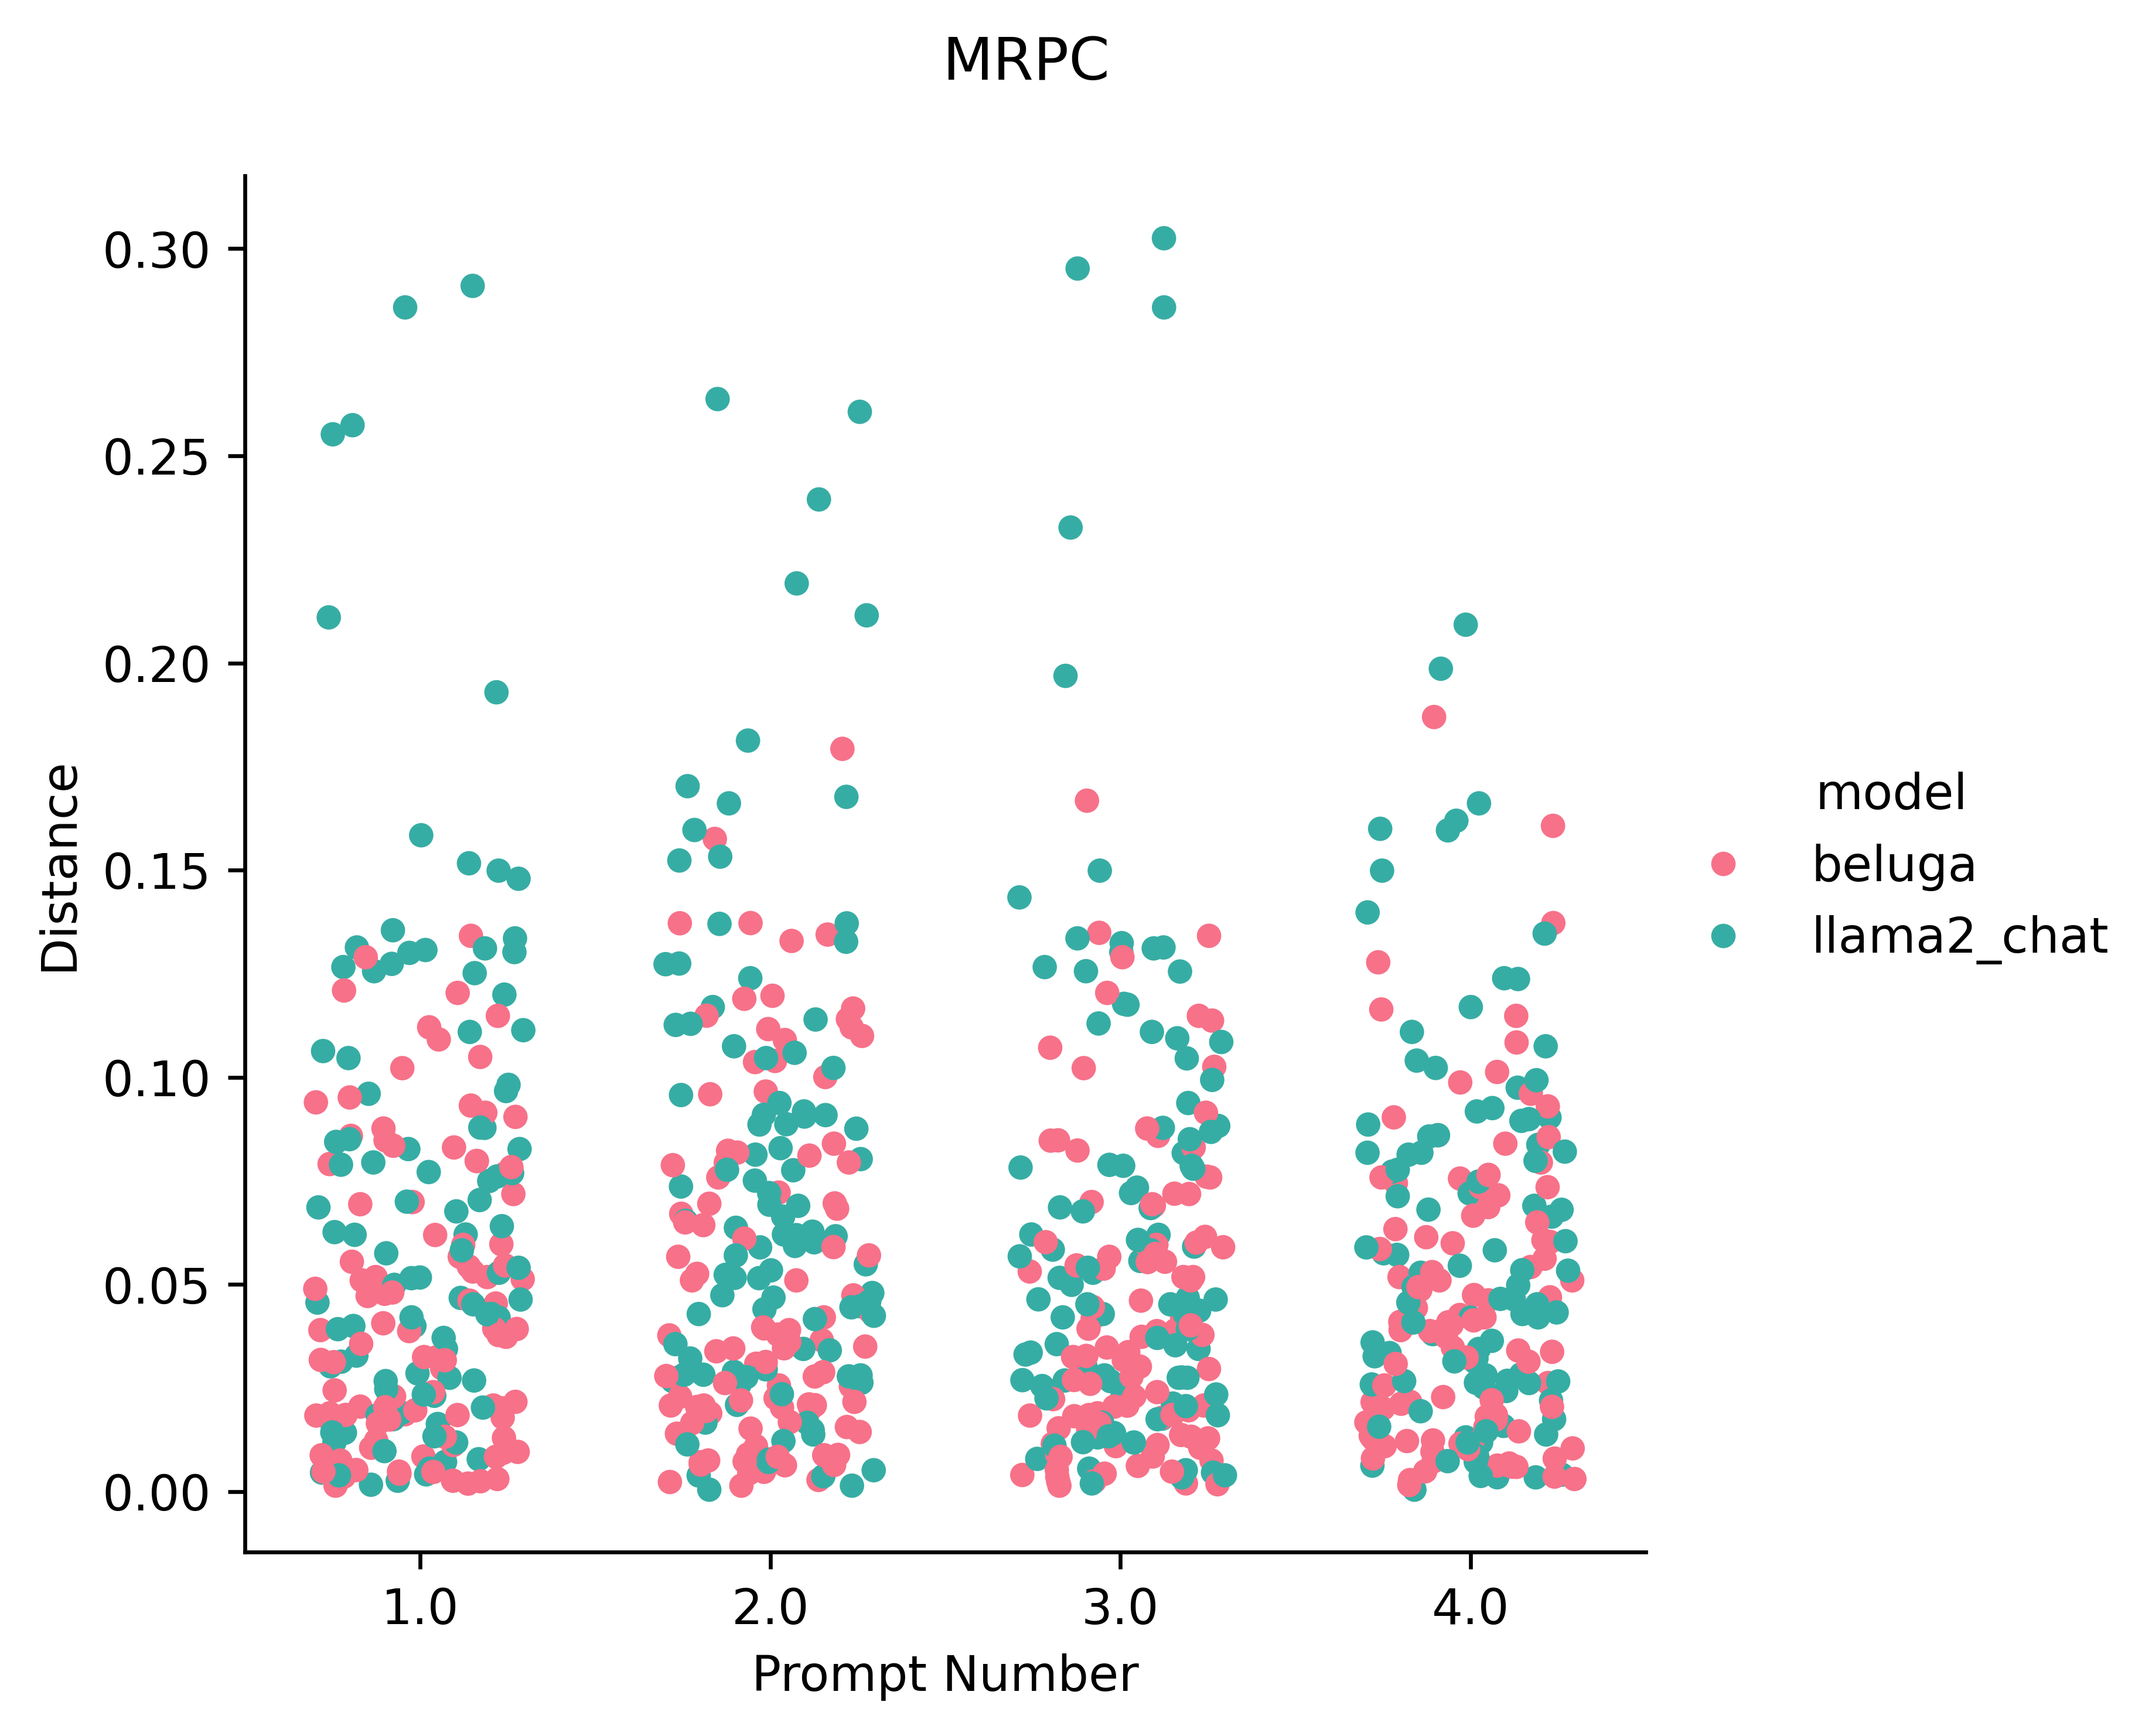 MRPC
0.30
0.25
0.20
0.15
0.10
0.05
0.00
Distance
1.0 2.0 3.0 4.0
Prompt Number
model
beluga
llama2_chat